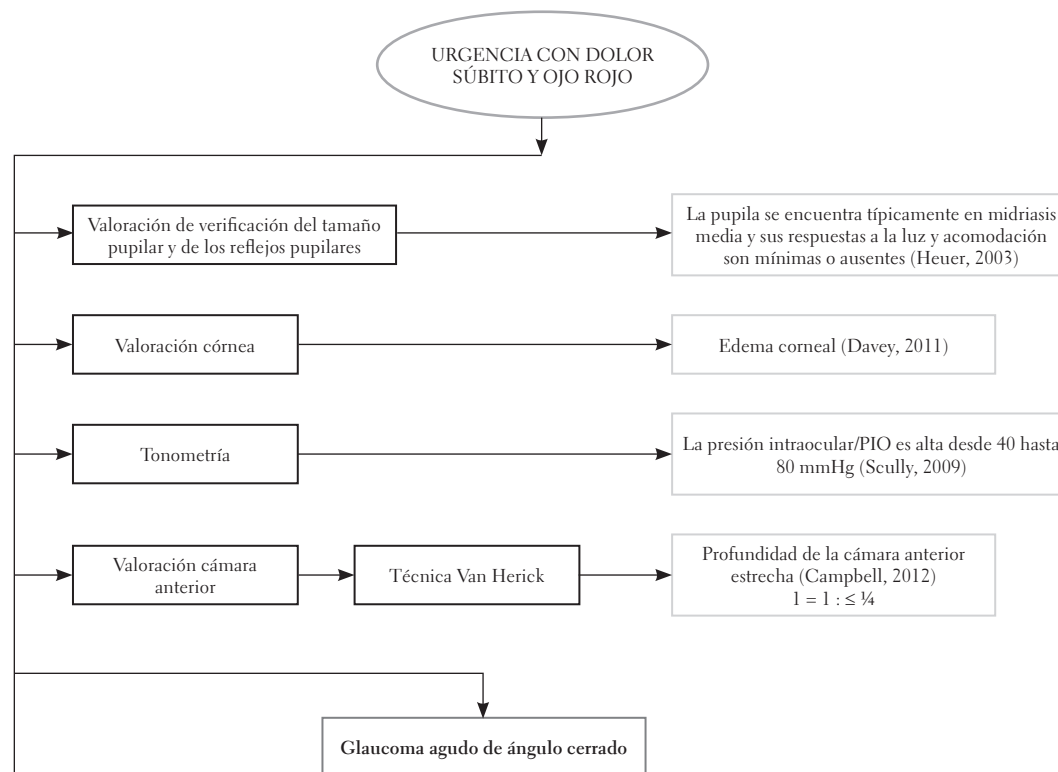 URGENCIA CON DOLOR
SÚBITO Y OJO ROJO
Valoración de verificación del tamaño
pupilar y de los reflejos pupilares
La pupila se encuentra típicamente en midriasis
media y sus respuestas a la luz y acomodación
son mínimas o ausentes (Heuer, 2003)
Valoración córnea
Edema corneal (Davey, 2011)
Tonometría
La presión intraocular/PIO es alta desde 40 hasta
80 mmHg (Scully, 2009)
Valoración cámara
anterior
Técnica Van Herick
Profundidad de la cámara anterior
estrecha (Campbell, 2012)
1 = 1 : ≤ ¼
Glaucoma agudo de ángulo cerrado